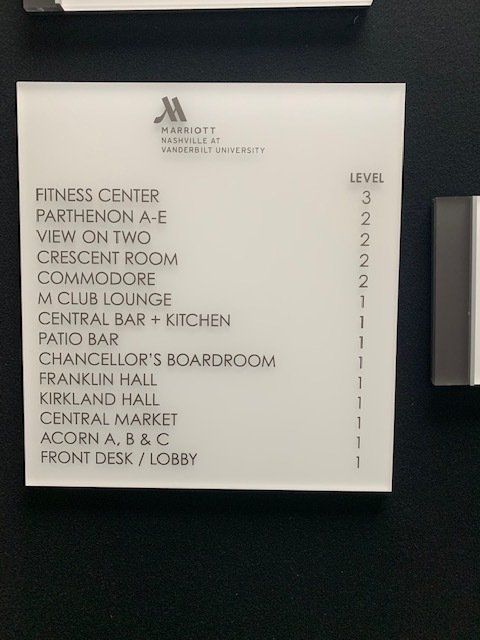 MARRIOTT
NASHVILLE AT
VANDERBILT UNIVERSITY
LEVEL
FITNESS CENTER 3
PARTHENON A-E 2
VIEW ON TWO 2
CRESCENT ROOM 2
COMMODORE 2
M CLUB LOUNGE 1
CENTRAL BAR + KITCHEN 1
PATIO BAR 1
CHANCELLOR'S BOARDROOM 1
FRANKLIN HALL 1
KIRKLAND HALL 1
CENTRAL MARKET 1
ACORN A, B & C 1
FRONT DESK / LOBBY 1